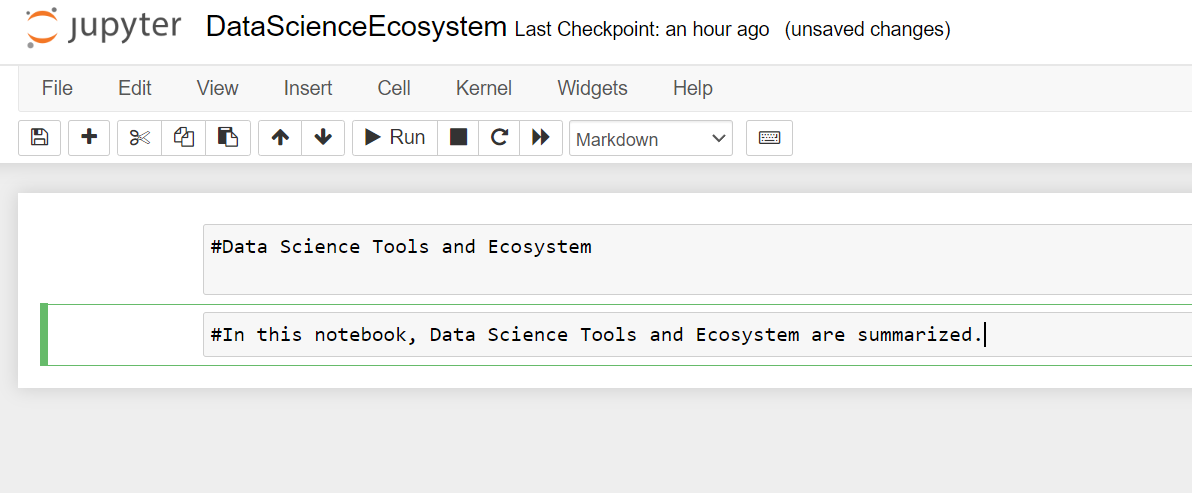 jupyter DataScienceEcosystem Last Checkpoint: an hour ago (unsaved changes)
File Edit View Insert Cell Kernel Widgets Help
Run Markdown
#Data Science Tools and Ecosystem
#In this notebook, Data Science Tools and Ecosystem are summarized.